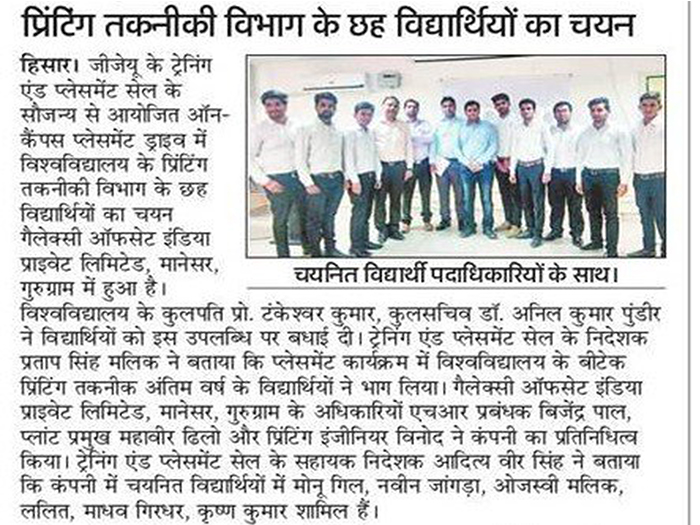 प्रिंटिंग तकनीकी विभाग के छह विद्यार्थियों का चयन
हिसार। जीजेयू के ट्रेनिंग
एंड प्लेसमेंट सेल के
सौजन्य से आयोजित ऑन-
कैंपस प्लेसमेंट ड्राइव में
विश्वविद्यालय के प्रिंटिंग
तकनीकी विभाग के छह
विद्यार्थियों का चयन
गैलेक्सी ऑफसेट इंडिया
प्राइवेट लिमिटेड, मानेसर,
गुरुग्राम में हुआ है।
चयनित विद्यार्थी पदाधिकारियों के साथ।
विश्वविद्यालय के कुलपति प्रो. टंकेश्वर कुमार, कुलसचिव डॉ. अनिल कुमार पुंडीर
ने विद्यार्थियों को इस उपलब्धि पर बधाई दी। ट्रेनिंग एंड प्लेसमेंट सेल के निदेशक
प्रताप सिंह मलिक ने बताया कि प्लेसमेंट कार्यक्रम में विश्वविद्यालय के बीटेक
प्रिंटिंग तकनीक अंतिम वर्ष के विद्यार्थियों ने भाग लिया। गैलेक्सी ऑफसेट इंडिया
प्राइवेट लिमिटेड, मानेसर, गुरुग्राम के अधिकारियों एचआर प्रबंधक बिजेंद्र पाल,
प्लांट प्रमुख महावीर ढिलो और प्रिंटिंग इंजीनियर विनोद ने कंपनी का प्रतिनिधित्व
किया। ट्रेनिंग एंड प्लेसमेंट सेल के सहायक निदेशक आदित्य वीर सिंह ने बताया
कि कंपनी में चयनित विद्यार्थियों में मोनू गिल, नवीन जांगड़ा, ओजस्वी मलिक,
ललित, माधव गिरधर, कृष्ण कुमार शामिल हैं।